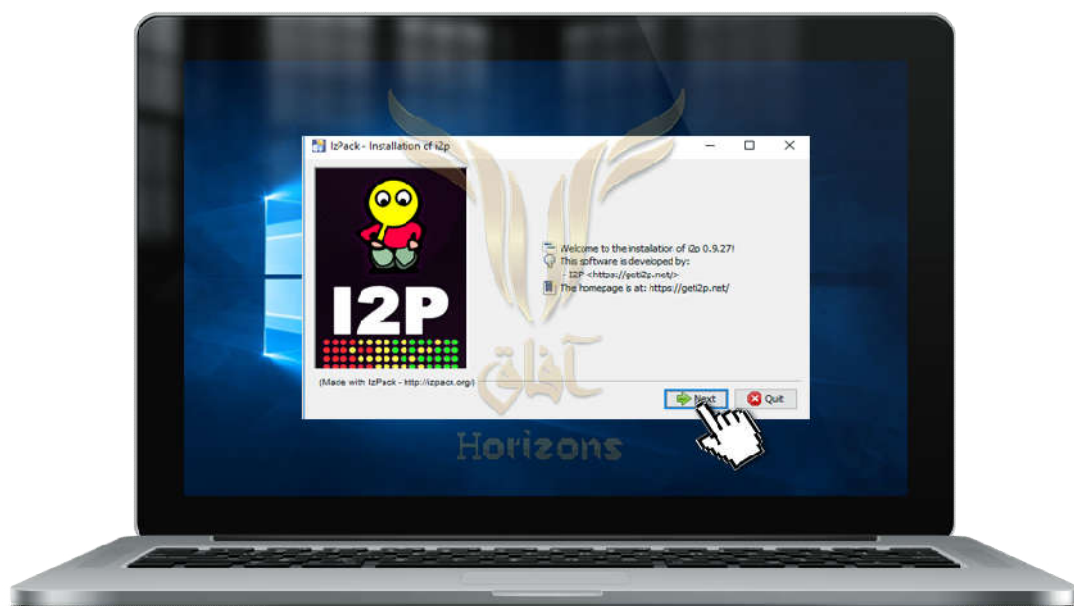 IzPack - Installation of i2p
Welcome to the installation of i2p 0.9.27!
This software is developed by:
- I2P <https://geti2p.net/>
The homepage is at: https://geti2p.net/
I2P
(Made with IzPack - http://izpack.org/)
Next
Quit
آفاق
Horizons